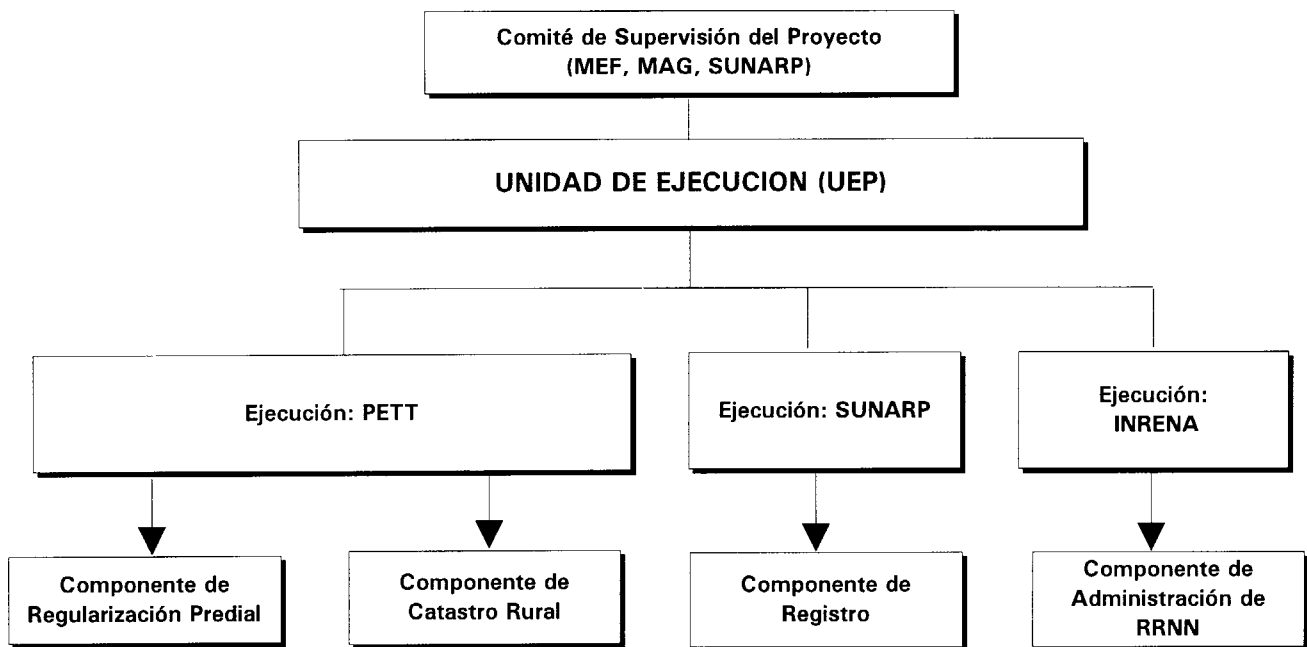 Comité de Supervisión del Proyecto
(MEF, MAG, SUNARP)
UNIDAD DE EJECUCION (UEP)
Ejecución: PETT
Ejecución: SUNARP
Ejecución:
INRENA
Componente de
Regularización Predial
Componente de
Catastro Rural
Componente de
Registro
Componente de
Administración de
RRNN